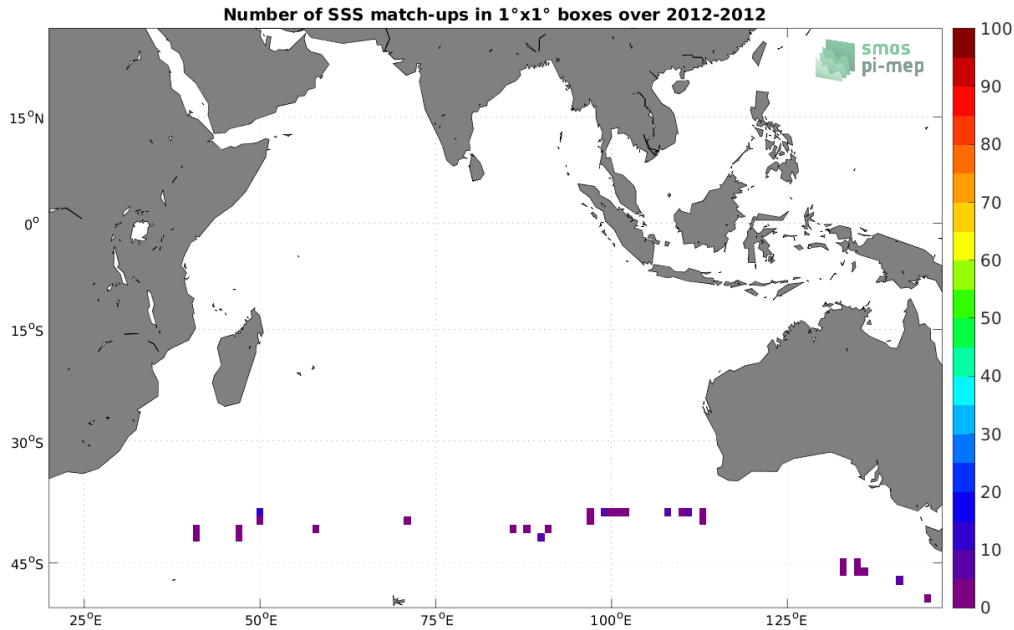 Number of SSS match-ups in 1°x1° boxes over 2012-2012
smos
pi-mep
100
90
80
70
60
50
40
30
20
10
0
15°N
0°
15°S
30°S
45°S
25°E
50°E
75°E
100°E
125°E